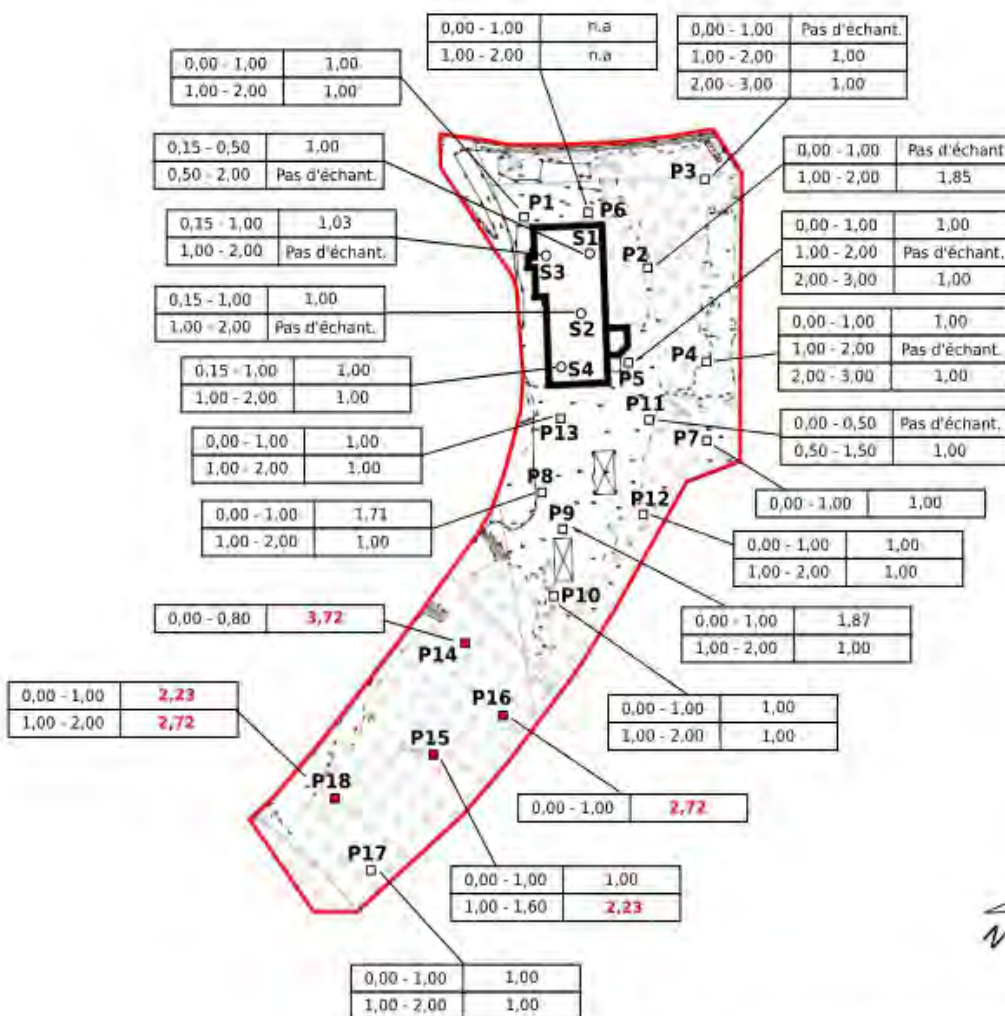 0,00 - 1,00 n.a
1,00 - 2,00 n.a
0,00 - 1,00 Pas d'échant.
1,00 - 2,00 1,00
2,00 - 3,00 1,00
0,00 - 1,00 1,00
1,00 - 2,00 1,00
0,15 - 0,50 1,00
0,50 - 2,00 Pas d'échant.
0,00 - 1,00 Pas d'échant
1,00 - 2,00 1,85
P3
P1
P6
0,15 - 1,00 1,03
1,00 - 2,00 Pas d'échant.
0,00 - 1,00 1,00
1,00 - 2,00 Pas d'échant.
2,00 - 3,00 1,00
S1
S3
P2
0,15 - 1,00 1,00
1,00 - 2,00 Pas d'échant.
S2
0,00 - 1,00 1,00
1,00 - 2,00 Pas d'échant.
2,00 - 3,00 1,00
0,15 - 1,00 1,00
1,00 - 2,00 1,00
S4
P5
P4
0,00 - 1,00 1,00
1,00 - 2,00 1,00
P13
P11
P7
0,00 - 0,50 Pas d'échant.
0,50 - 1,50 1,00
0,00 - 1,00 1,71
1,00 - 2,00 1,00
P8
P9
P12
0,00 - 1,00 1,00
0,00 - 1,00 1,00
1,00 - 2,00 1,00
0,00 - 0,80 3,72
P14
P10
0,00 - 1,00 1,87
1,00 - 2,00 1,00
0,00 - 1,00 2,23
1,00 - 2,00 2,72
P18
P15
P16
0,00 - 1,00 1,00
1,00 - 2,00 1,00
0,00 - 1,00 2,72
P17
0,00 - 1,00 1,00
1,00 - 1,60 2,23
N
0,00 - 1,00 1,00
1,00 - 2,00 1,00